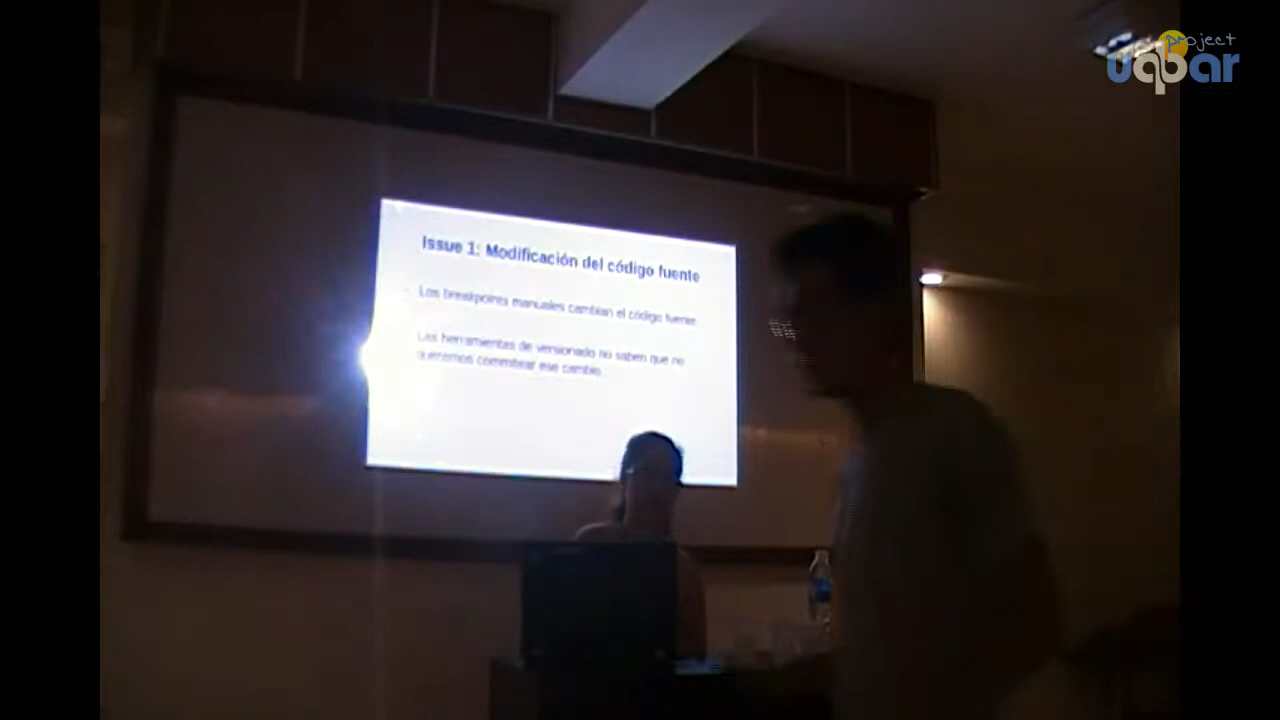 project
uqbar
Issue 1: Modificación del código fuente
Los breakpoints manuales cambian el código fuente
Las herramientas de versionado no saben que no
queremos commitear ese cambio...